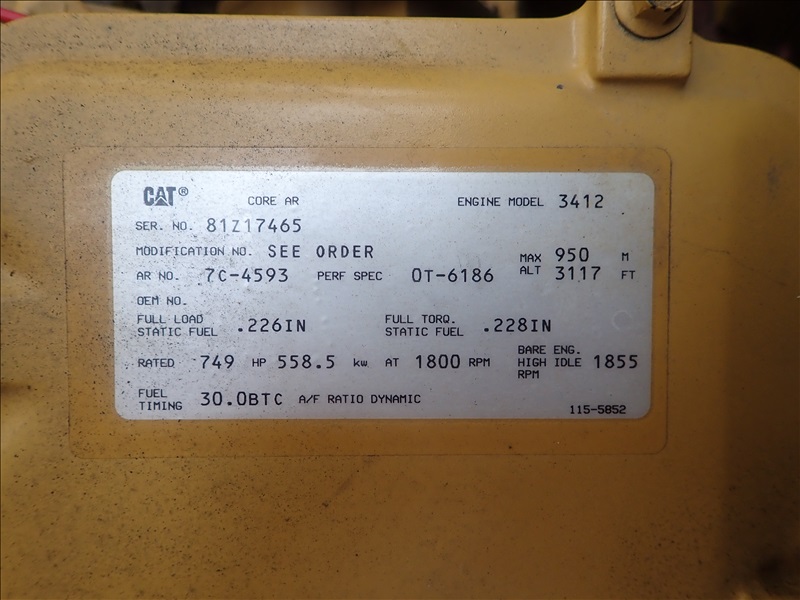 CAT® CORE AR ENGINE MODEL 3412
SER. NO. 81Z17465
MODIFICATION NO. SEE ORDER
AR NO. 7C-4593 PERF SPEC 0T-6186
MAX ALT 950 M
3117 FT
OEM NO.
FULL LOAD STATIC FUEL .226IN FULL TORQ. STATIC FUEL .228IN
RATED 749 HP 558.5 kw AT 1800 RPM BARE ENG. HIGH IDLE RPM 1855
FUEL TIMING 30.0BTC A/F RATIO DYNAMIC
115-5852